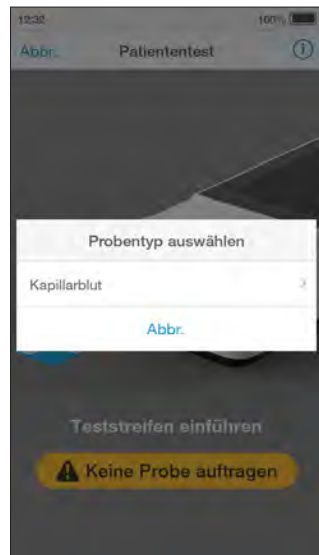 12:32 100%
Abbr. Patiententest
Probentyp auswählen
Kapillarblut
Abbr.
Teststreifen einführen
Keine Probe auftragen